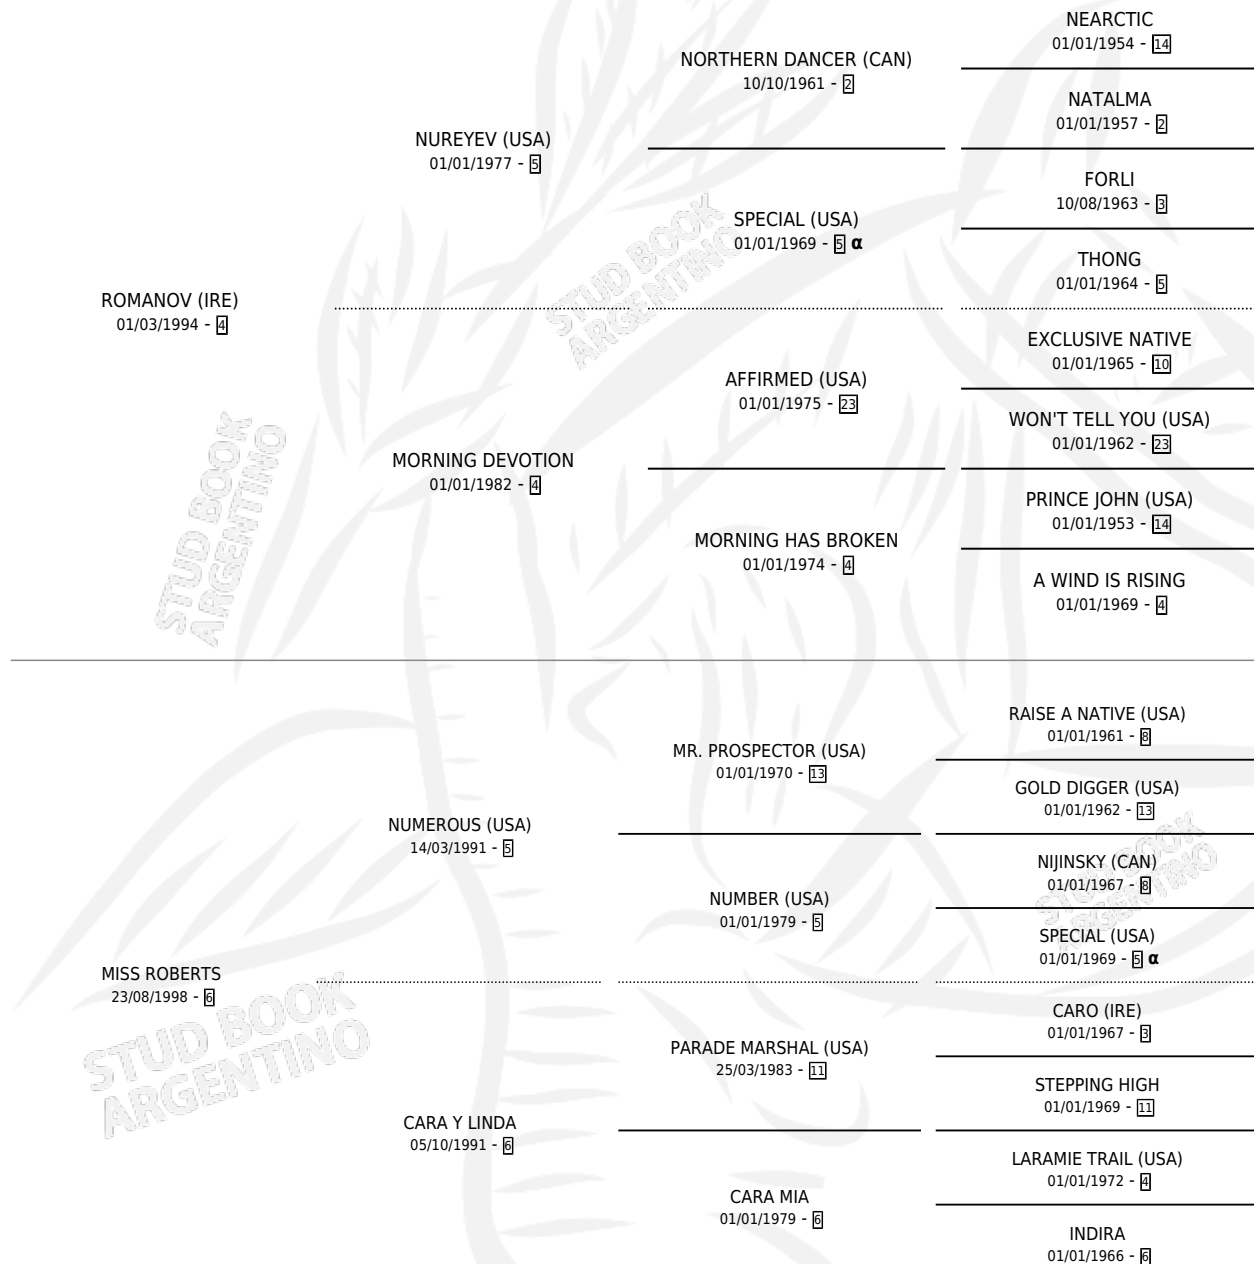 NEARCTIC
01/01/1954 - 14
NORTHERN DANCER (CAN)
10/10/1961 - 2
NATALMA
01/01/1957 - 2
NUREYEV (USA)
01/01/1977 - 5
FORLI
10/08/1963 - 3
SPECIAL (USA)
01/01/1969 - 5 α
THONG
01/01/1964 - 5
STUD BOOK
ARGENTINO
ROMANOV (IRE)
01/03/1994 - 4
EXCLUSIVE NATIVE
01/01/1965 - 10
AFFIRMED (USA)
01/01/1975 - 23
WON'T TELL YOU (USA)
01/01/1962 - 23
MORNING DEVOTION
01/01/1982 - 4
PRINCE JOHN (USA)
01/01/1953 - 14
MORNING HAS BROKEN
01/01/1974 - 4
A WIND IS RISING
01/01/1969 - 4
STUD BOOK
ARGENTINO
RAISE A NATIVE (USA)
01/01/1961 - 8
MR. PROSPECTOR (USA)
01/01/1970 - 13
GOLD DIGGER (USA)
01/01/1962 - 13
NUMEROUS (USA)
14/03/1991 - 5
NIJINSKY (CAN)
01/01/1967 - 8
NUMBER (USA)
01/01/1979 - 5
SPECIAL (USA)
01/01/1969 - 5 α
STUD BOOK
ARGENTINO
MISS ROBERTS
23/08/1998 - 6
CARO (IRE)
01/01/1967 - 3
PARADE MARSHAL (USA)
25/03/1983 - 11
STEPPING HIGH
01/01/1969 - 11
CARA Y LINDA
05/10/1991 - 6
LARAMIE TRAIL (USA)
01/01/1972 - 4
CARA MIA
01/01/1979 - 6
INDIRA
01/01/1966 - 6
STUD BOOK
ARGENTINO